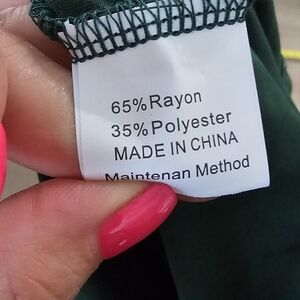 65% Rayon
35% Polyester
MADE IN CHINA
Maintenan Method